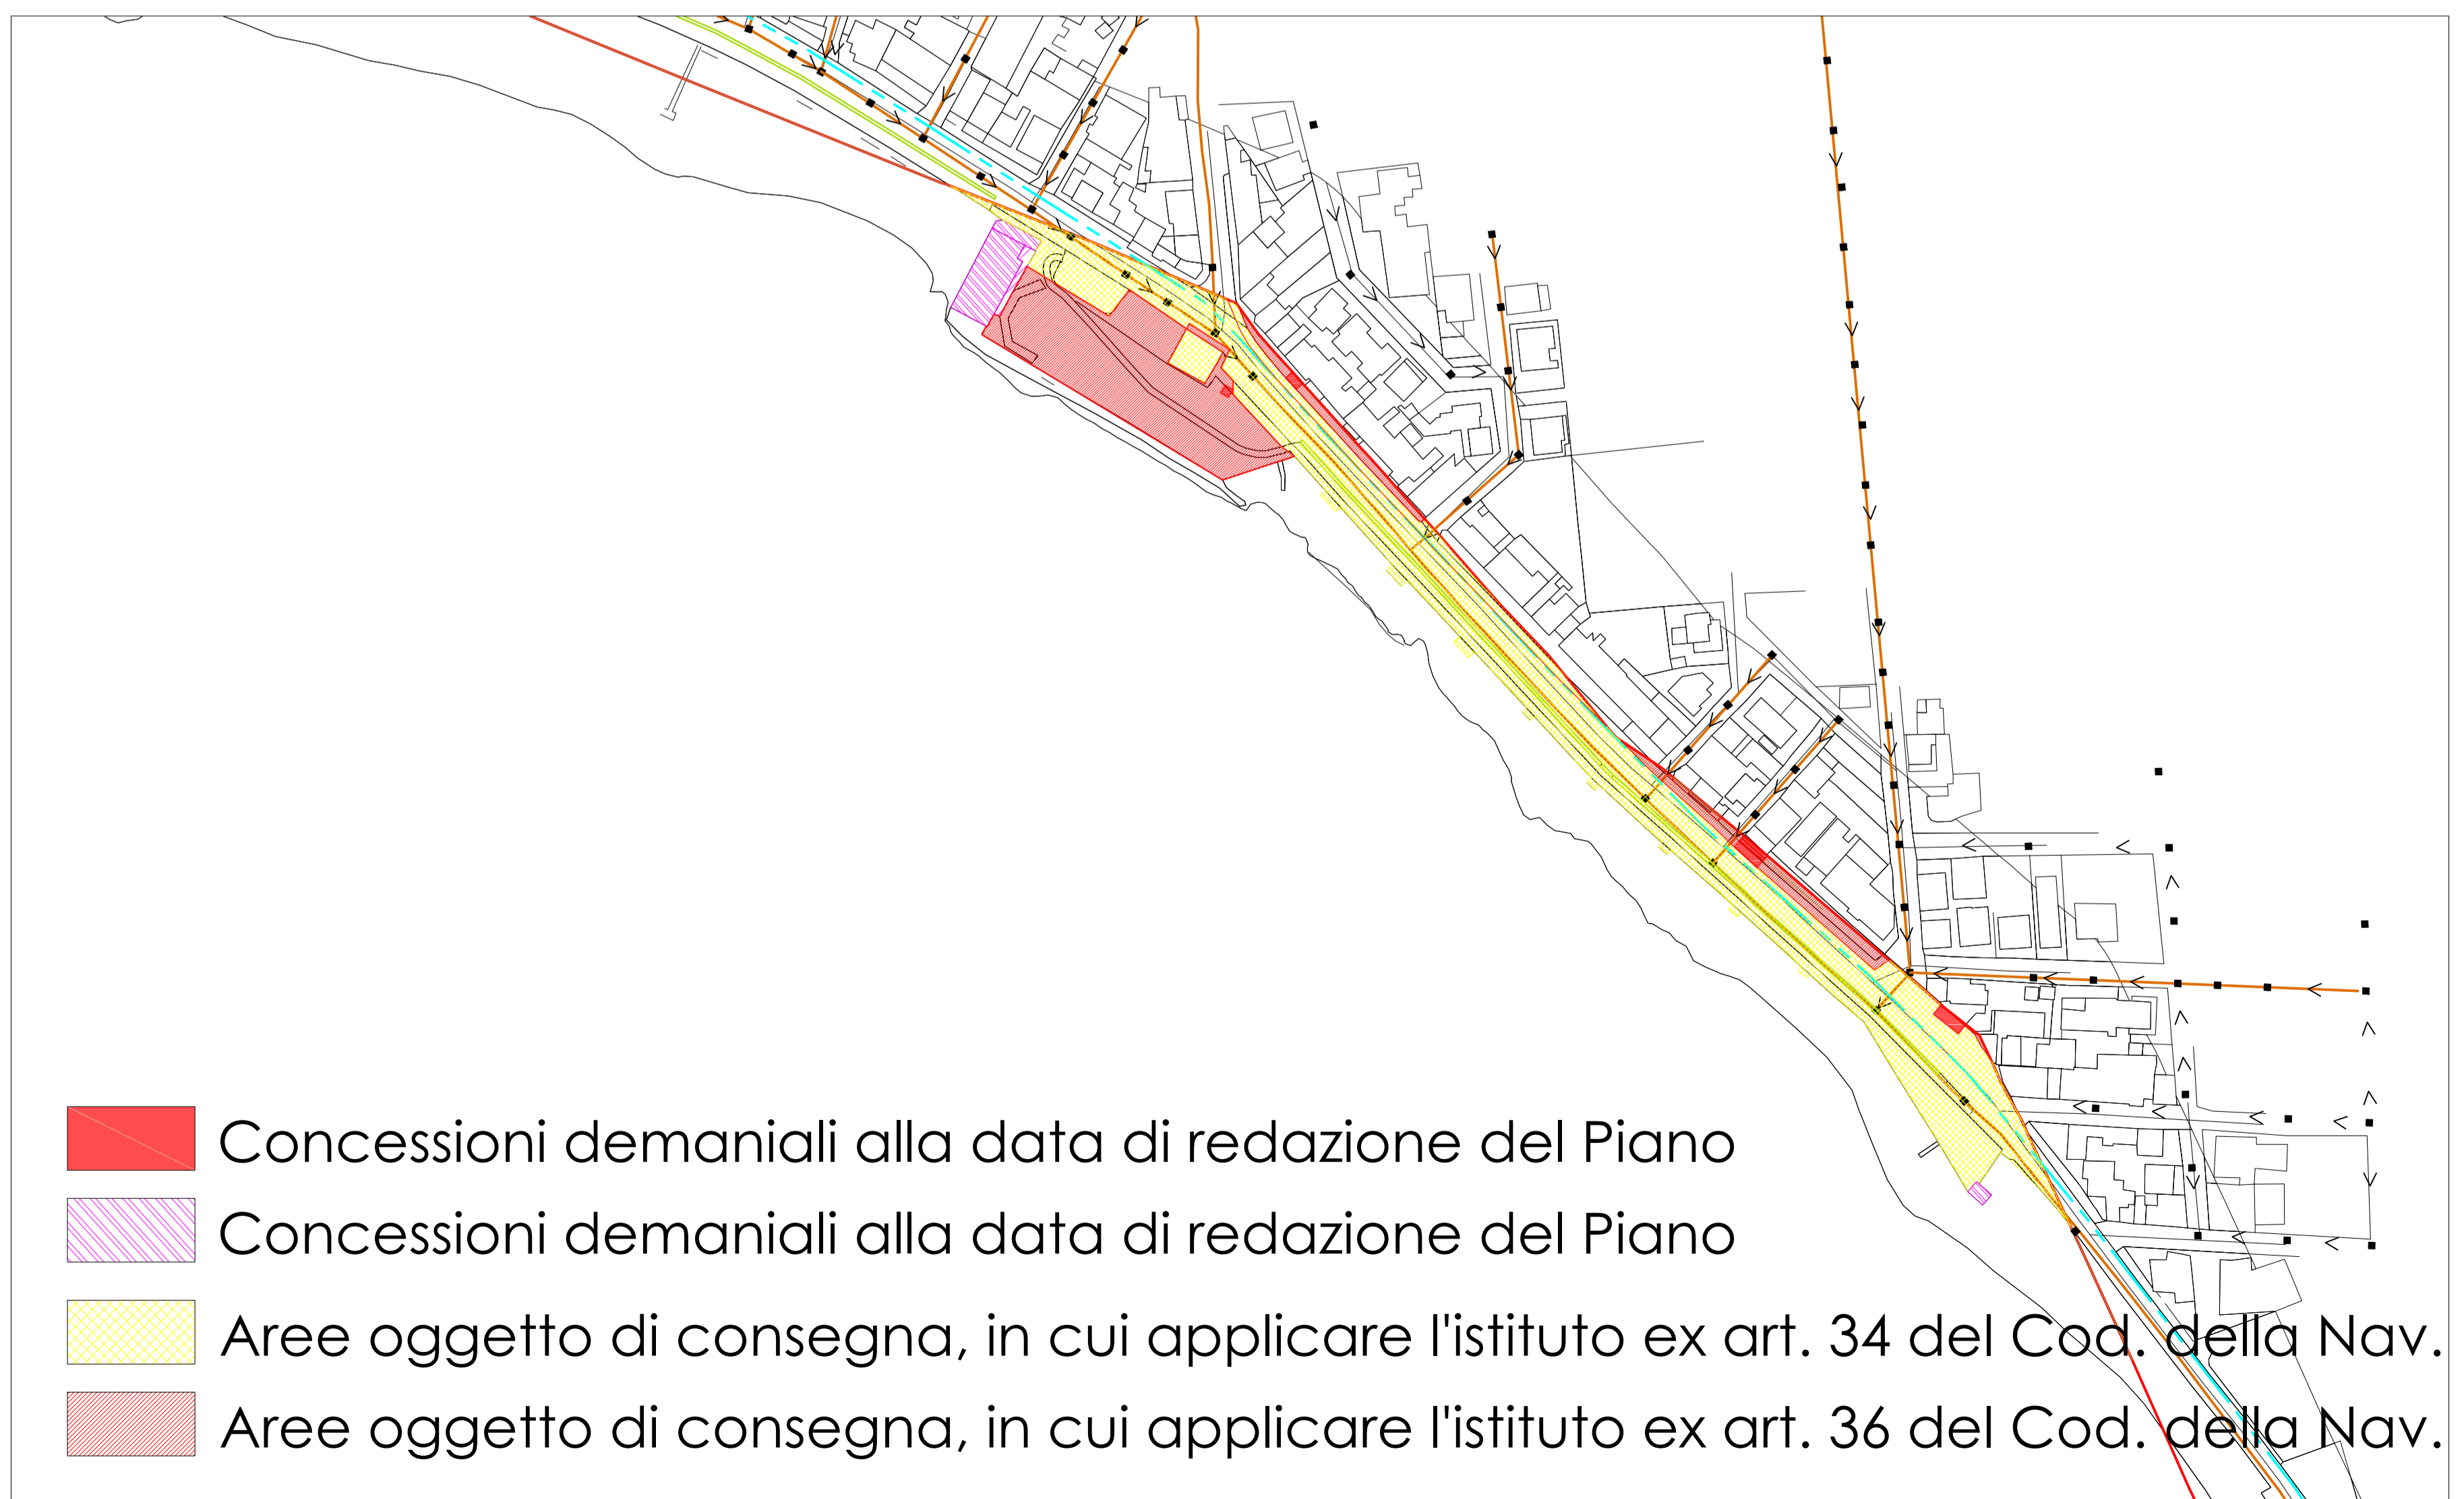 Concessioni demaniali alla data di redazione del Piano
Concessioni demaniali alla data di redazione del Piano
Aree oggetto di consegna, in cui applicare l'istituto ex art. 34 del Cod. della Nav.
Aree oggetto di consegna, in cui applicare l'istituto ex art. 36 del Cod. della Nav.